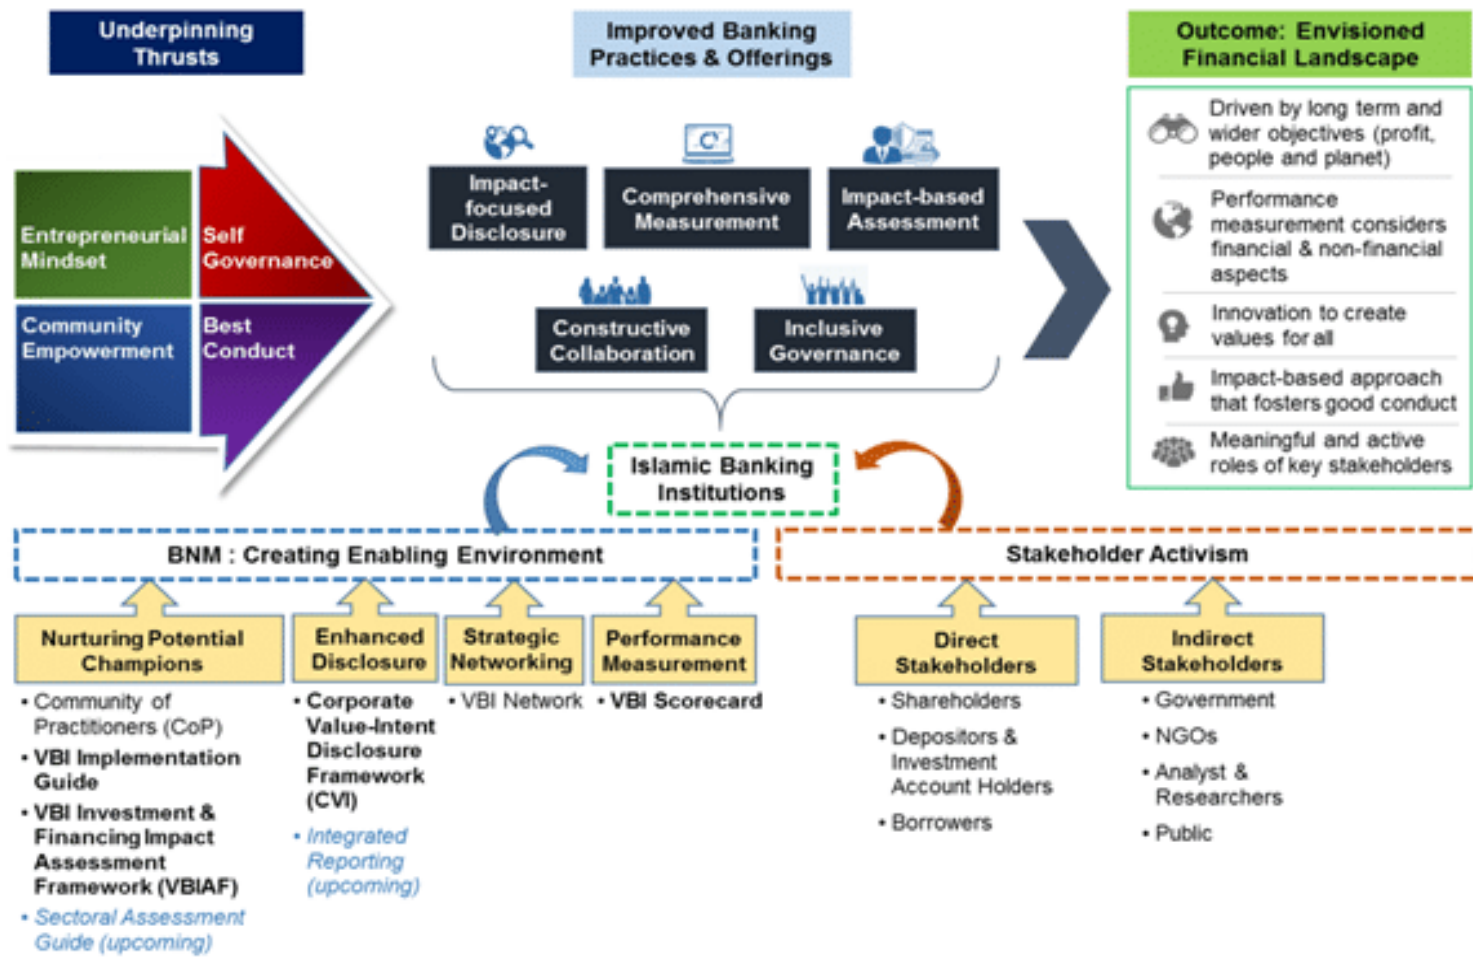 Underpinning
Thrusts
Improved Banking
Practices & Offerings
Outcome: Envisioned
Financial Landscape
Entrepreneurial
Mindset
Self
Governance
Community
Empowerment
Best
Conduct
Impact-
focused
Disclosure
Comprehensive
Measurement
Impact-based
Assessment
Constructive
Collaboration
Inclusive
Governance
Driven by long term and
wider objectives (profit,
people and planet)
Performance
measurement considers
financial & non-financial
aspects
Innovation to create
values for all
Impact-based approach
that fosters good conduct
Meaningful and active
roles of key stakeholders
Islamic Banking
Institutions
BNM : Creating Enabling Environment
Stakeholder Activism
Nurturing Potential
Champions
• Community of
Practitioners (CoP)
• VBI Implementation
Guide
• VBI Investment &
Financing Impact
Assessment
Framework (VBIAF)
• Sectoral Assessment
Guide (upcoming)
Enhanced
Disclosure
• Corporate
Value-Intent
Disclosure
Framework
(CVI)
• Integrated
Reporting
(upcoming)
Strategic
Networking
• VBI Network
Performance
Measurement
• VBI Scorecard
Direct
Stakeholders
• Shareholders
• Depositors &
Investment
Account Holders
• Borrowers
Indirect
Stakeholders
• Government
• NGOs
• Analyst &
Researchers
• Public